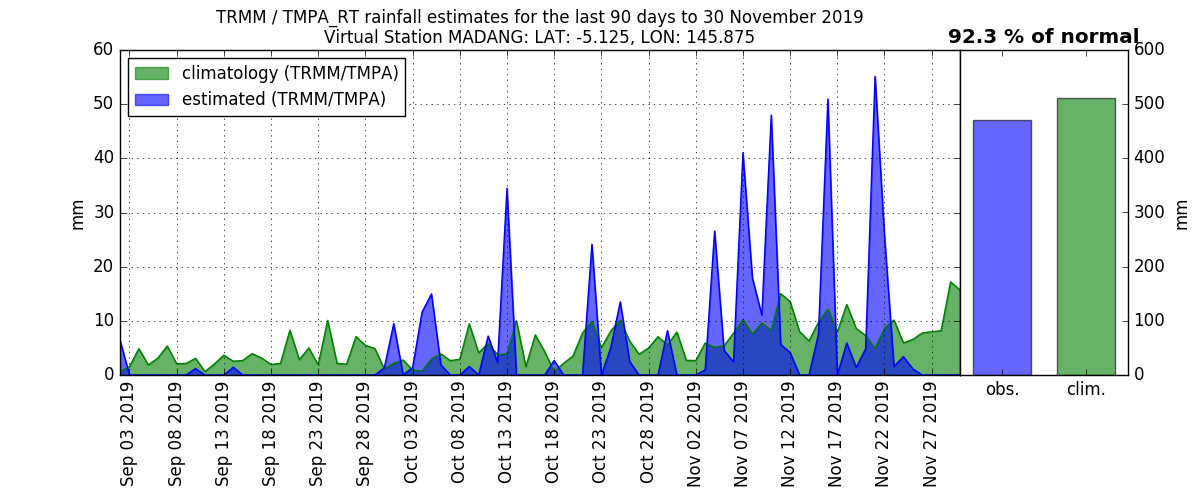 TRMM / TMPA_RT rainfall estimates for the last 90 days to 30 November 2019
Virtual Station MADANG: LAT: -5.125, LON: 145.875
92.3 % of normal
climatology (TRMM/TMPA)
estimated (TRMM/TMPA)
60
50
40
30
20
10
0
mm
600
500
400
300
200
100
0
mm
Sep 03 2019
Sep 08 2019
Sep 13 2019
Sep 18 2019
Sep 23 2019
Sep 28 2019
Oct 03 2019
Oct 08 2019
Oct 13 2019
Oct 18 2019
Oct 23 2019
Oct 28 2019
Nov 02 2019
Nov 07 2019
Nov 12 2019
Nov 17 2019
Nov 22 2019
Nov 27 2019
obs.
clim.